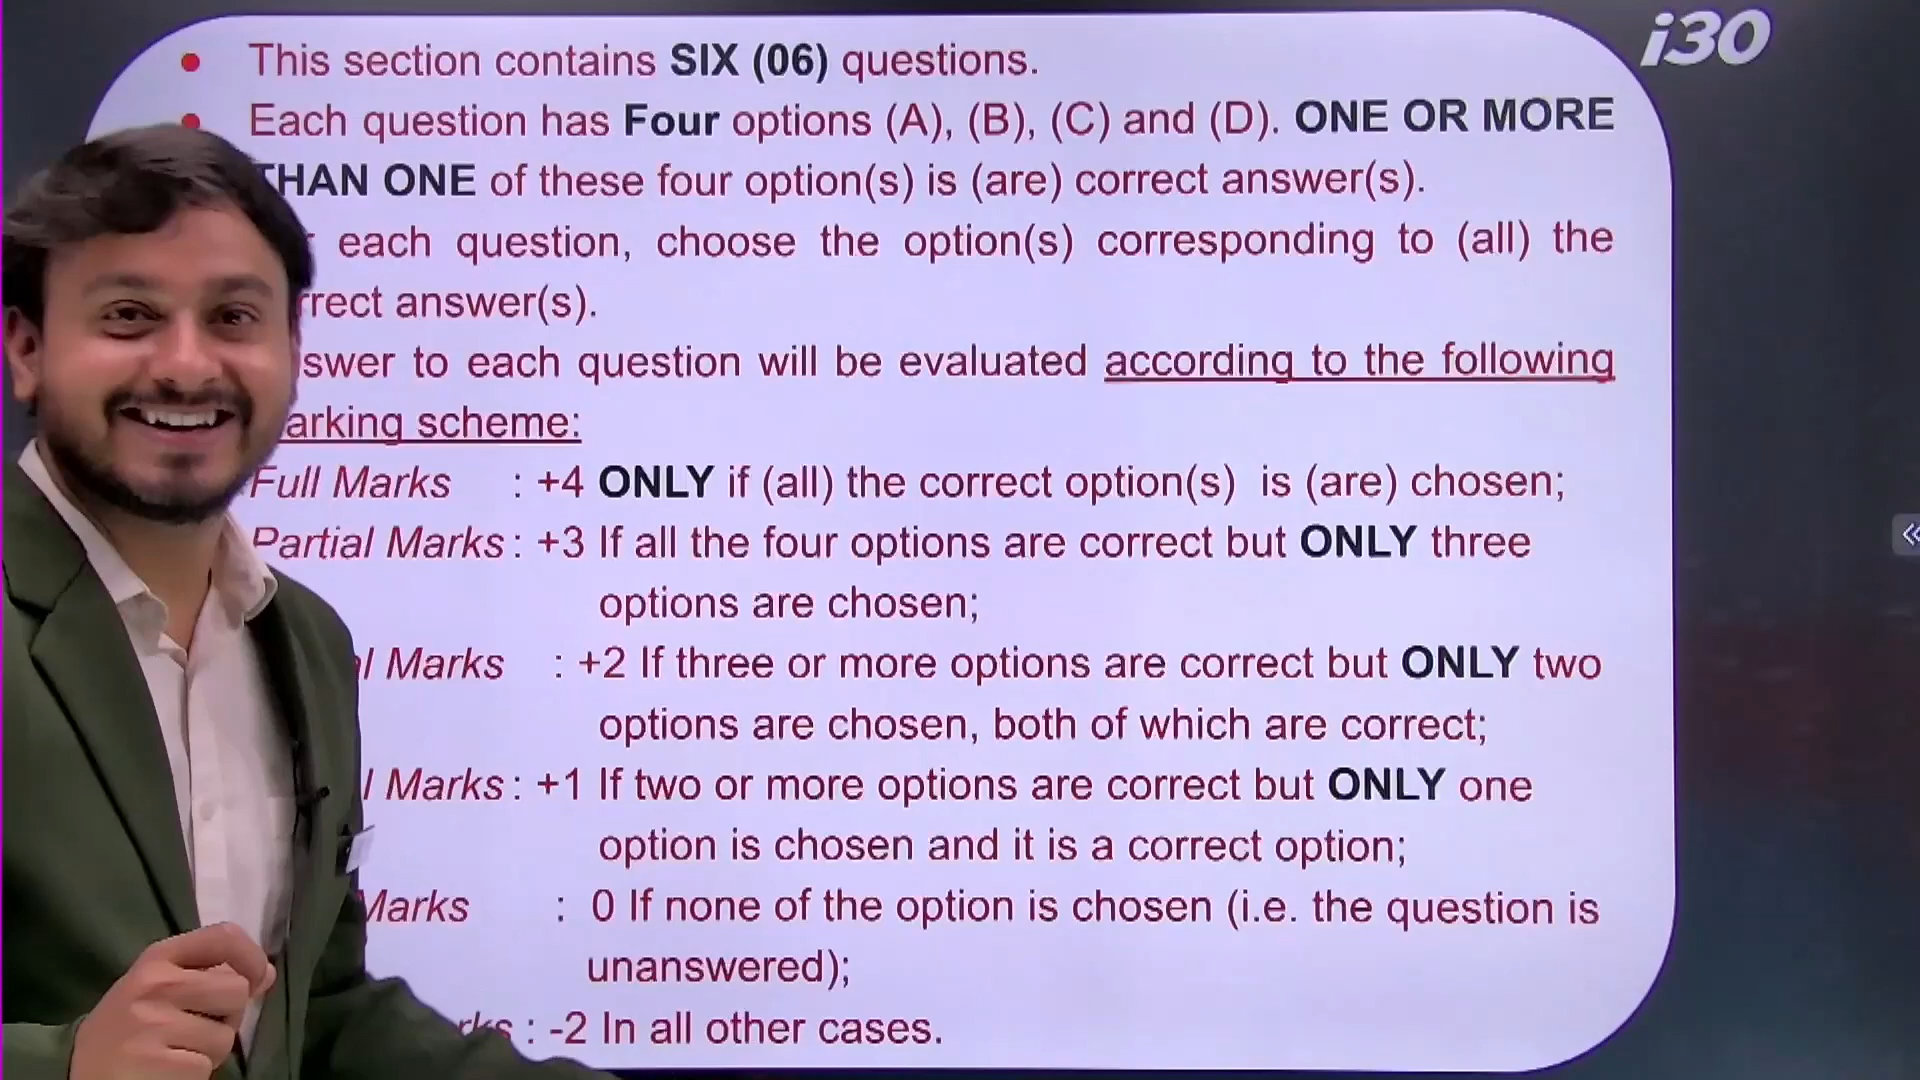 i30
This section contains SIX (06) questions.
Each question has Four options (A), (B), (C) and (D). ONE OR MORE
THAN ONE of these four option(s) is (are) correct answer(s).
each question, choose the option(s) corresponding to (all) the
rrect answer(s).
swer to each question will be evaluated according to the following
arking scheme:
Full Marks : +4 ONLY if (all) the correct option(s) is (are) chosen;
Partial Marks : +3 If all the four options are correct but ONLY three
options are chosen;
l Marks : +2 If three or more options are correct but ONLY two
options are chosen, both of which are correct;
l Marks : +1 If two or more options are correct but ONLY one
option is chosen and it is a correct option;
Marks : 0 If none of the option is chosen (i.e. the question is
unanswered);
rks : -2 In all other cases.